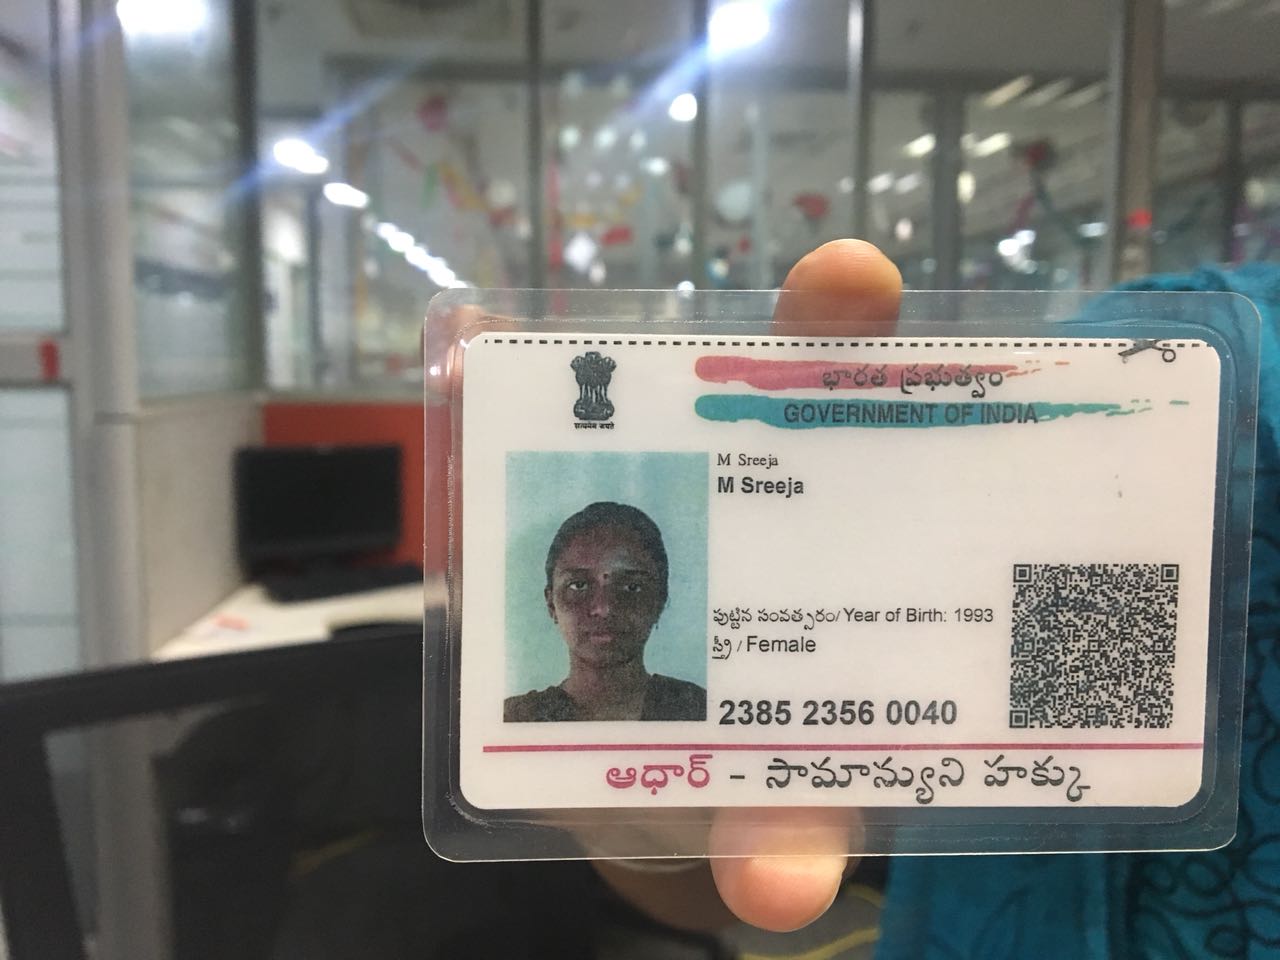 భారత ప్రభుత్వం
GOVERNMENT OF INDIA
सत्यमेव जयते
M Sreeja
M Sreeja
పుట్టిన సంవత్సరం/ Year of Birth: 1993
స్త్రీ / Female
2385 2356 0040
ఆధార్ - సామాన్యుని హక్కు